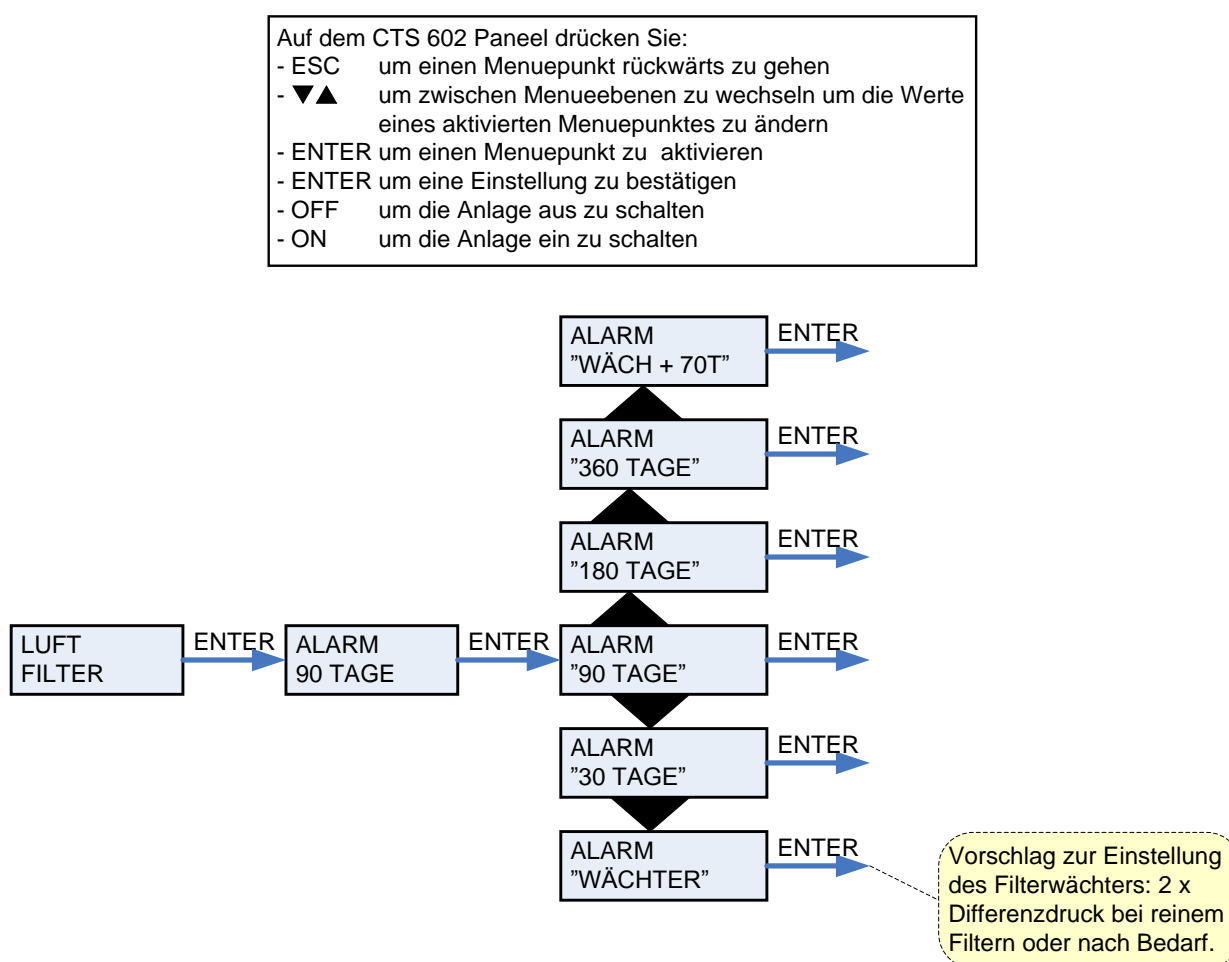 Auf dem CTS 602 Paneel drücken Sie:
- ESC um einen Menuepunkt rückwärts zu gehen
- ▼▲ um zwischen Menueebenen zu wechseln um die Werte
eines aktivierten Menuepunktes zu ändern
- ENTER um einen Menuepunkt zu aktivieren
- ENTER um eine Einstellung zu bestätigen
- OFF um die Anlage aus zu schalten
- ON um die Anlage ein zu schalten
ALARM
”WÄCH + 70T”
ENTER
ALARM
”360 TAGE”
ENTER
ALARM
”180 TAGE”
ENTER
LUFT
FILTER
ENTER
ALARM
90 TAGE
ENTER
ALARM
”90 TAGE”
ENTER
ALARM
”30 TAGE”
ENTER
ALARM
”WÄCHTER”
ENTER
Vorschlag zur Einstellung
des Filterwächters: 2 x
Differenzdruck bei reinem
Filtern oder nach Bedarf.